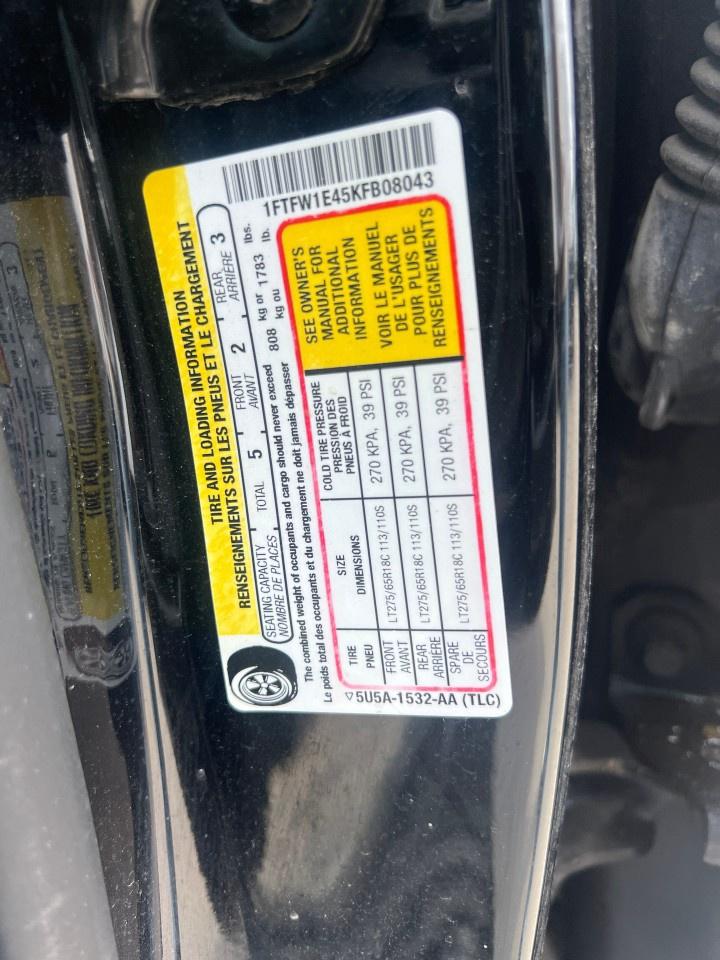 TIRE AND LOADING INFORMATION
RENSEIGNEMENTS SUR LES PNEUS ET LE CHARGEMENT
1FTFW1E45KFB08043
SEATING CAPACITY TOTAL 5 FRONT 2 REAR 3
NOMBRE DE PLACES AVANT ARRIÈRE
The combined weight of occupants and cargo should never exceed 808 kg or 1783 lbs.
Le poids total des occupants et du chargement ne doit jamais dépasser kg ou lb.
TIRE SIZE COLD TIRE PRESSURE
PNEU DIMENSIONS PRESSION DES
PNEUS À FROID
FRONT LT275/65R18C 113/110S 270 KPA, 39 PSI
AVANT
REAR LT275/65R18C 113/110S 270 KPA, 39 PSI
ARRIÈRE
SPARE LT275/65R18C 113/110S 270 KPA, 39 PSI
DE
SECOURS
SEE OWNER'S
MANUAL FOR
ADDITIONAL
INFORMATION
VOIR LE MANUEL
DE L'USAGER
POUR PLUS DE
RENSEIGNEMENTS
5U5A-1532-AA (TLC)